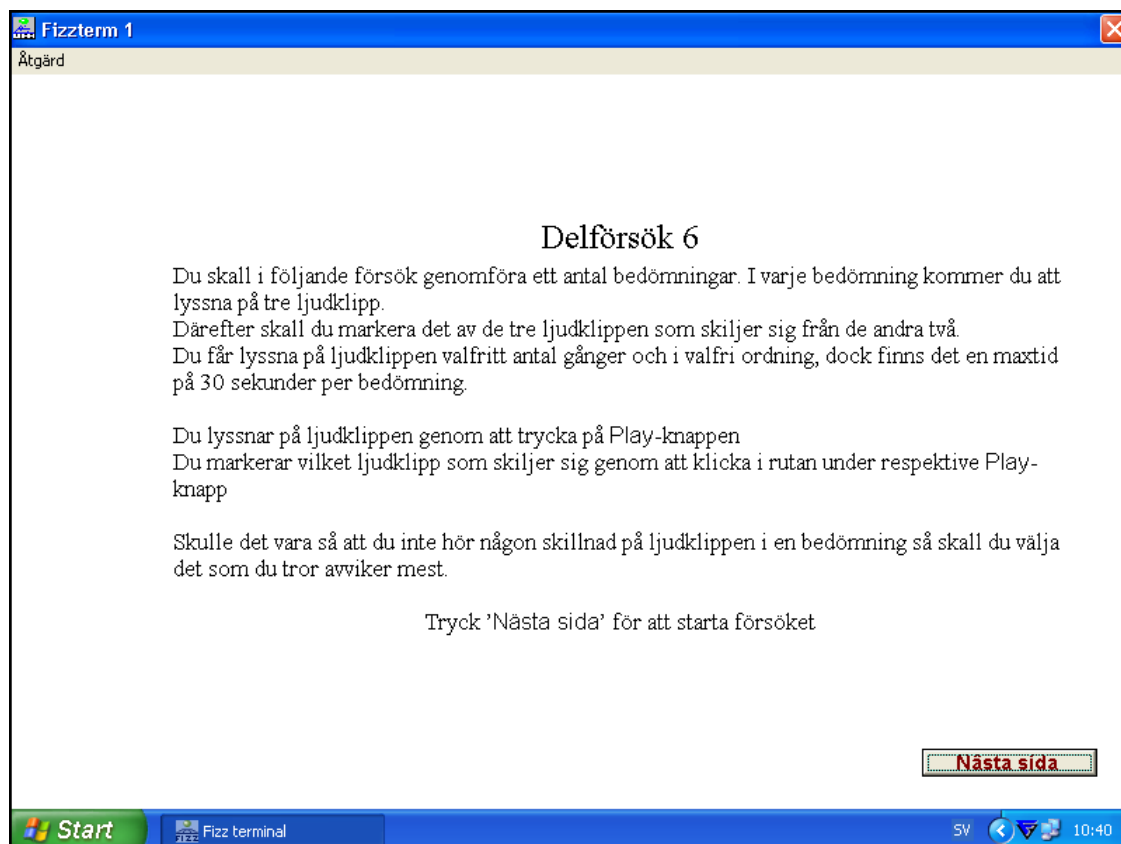 Fizzterm 1
Åtgärd
Delförsök 6
Du skall i följande försök genomföra ett antal bedömningar. I varje bedömning kommer du att
lyssna på tre ljudklipp.
Därefter skall du markera det av de tre ljudklippen som skiljer sig från de andra två.
Du får lyssna på ljudklippen valfritt antal gånger och i valfri ordning, dock finns det en maxtid
på 30 sekunder per bedömning.
Du lyssnar på ljudklippen genom att trycka på Play-knappen
Du markerar vilket ljudklipp som skiljer sig genom att klicka i rutan under respektive Play-
knapp
Skulle det vara så att du inte hör någon skillnad på ljudklippen i en bedömning så skall du välja
det som du tror avviker mest.
Tryck ’Nästa sida’ för att starta försöket
Nästa sida
Start
Fizz terminal
SV
10:40